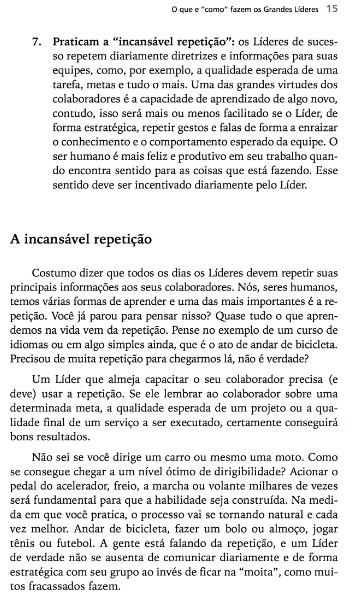 O que e “como” fazem os Grandes Líderes 15
7. Praticam a “incansável repetição”: os Líderes de suces-
so repetem diariamente diretrizes e informações para suas
equipes, como, por exemplo, a qualidade esperada de uma
tarefa, metas e tudo o mais. Uma das grandes virtudes dos
colaboradores é a capacidade de aprendizado de algo novo,
contudo, isso será mais ou menos facilitado se o Líder, de
forma estratégica, repetir gestos e falas de forma a enraizar
o conhecimento e o comportamento esperado da equipe. O
ser humano é mais feliz e produtivo em seu trabalho quan-
do encontra sentido para as coisas que está fazendo. Esse
sentido deve ser incentivado diariamente pelo Líder.
A incansável repetição
Costumo dizer que todos os dias os Líderes devem repetir suas
principais informações aos seus colaboradores. Nós, seres humanos,
temos várias formas de aprender e uma das mais importantes é a re-
petição. Você já parou para pensar nisso? Quase tudo o que apren-
demos na vida vem da repetição. Pense no exemplo de um curso de
idiomas ou em algo simples ainda, que é o ato de andar de bicicleta.
Precisou de muita repetição para chegarmos lá, não é verdade?
Um Líder que almeja capacitar o seu colaborador precisa (e
deve) usar a repetição. Se ele lembrar ao colaborador sobre uma
determinada meta, a qualidade esperada de um projeto ou a qua-
lidade final de um serviço a ser executado, certamente conseguirá
bons resultados.
Não sei se você dirige um carro ou mesmo uma moto. Como
se consegue chegar a um nível ótimo de dirigibilidade? Acionar o
pedal do acelerador, freio, a marcha ou volante milhares de vezes
será fundamental para que a habilidade seja construída. Na medi-
da em que você pratica, o processo vai se tornando natural e cada
vez melhor. Andar de bicicleta, fazer um bolo ou almoço, jogar
tênis ou futebol. A gente está falando da repetição, e um Líder
de verdade não se ausenta de comunicar diariamente e de forma
estratégica com seu grupo ao invés de ficar na “moita”, como mui-
tos fracassados fazem.